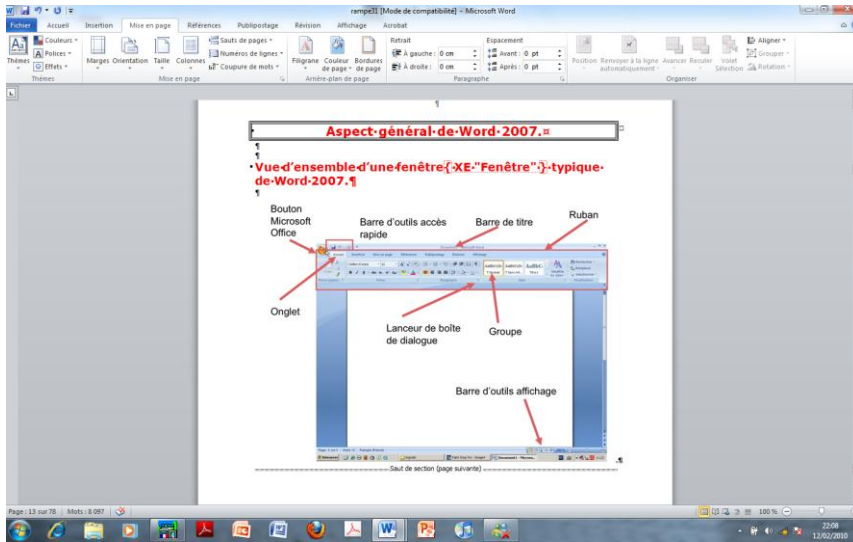 rampe31 [Mode de compatibilité] - Microsoft Word
Fichier Accueil Insertion Mise en page Références Publipostage Révision Affichage Acrobat
Couleurs
Polices
Effets
Thèmes
Marges Orientation Taille Colonnes
Sauts de pages
Numéros de lignes
Coupure de mots
Filigrane Couleur de page Bordures de page
Retrait
À gauche : 0 cm
À droite : 0 cm
Espacement
Avant : 0 pt
Après : 0 pt
Position Renvoyer à la ligne automatiquement Avancer Reculer Volet Sélection
Aligner
Grouper
Rotation
Thèmes Mise en page Arrière-plan de page Paragraphe Organiser
Aspect·général·de·Word·2007.¤
¶
¶
Vue·d'ensemble·d'une·fenêtre·{·XE·"Fenêtre"·}·typique·
de·Word·2007.¶
¶
Bouton
Microsoft
Office
Barre d'outils accès
rapide
Barre de titre
Ruban
Onglet
Lanceur de boîte
de dialogue
Groupe
Barre d'outils affichage
Saut de section (page suivante)
Page : 13 sur 78 Mots : 8 097
100 %
22:08
12/02/2010